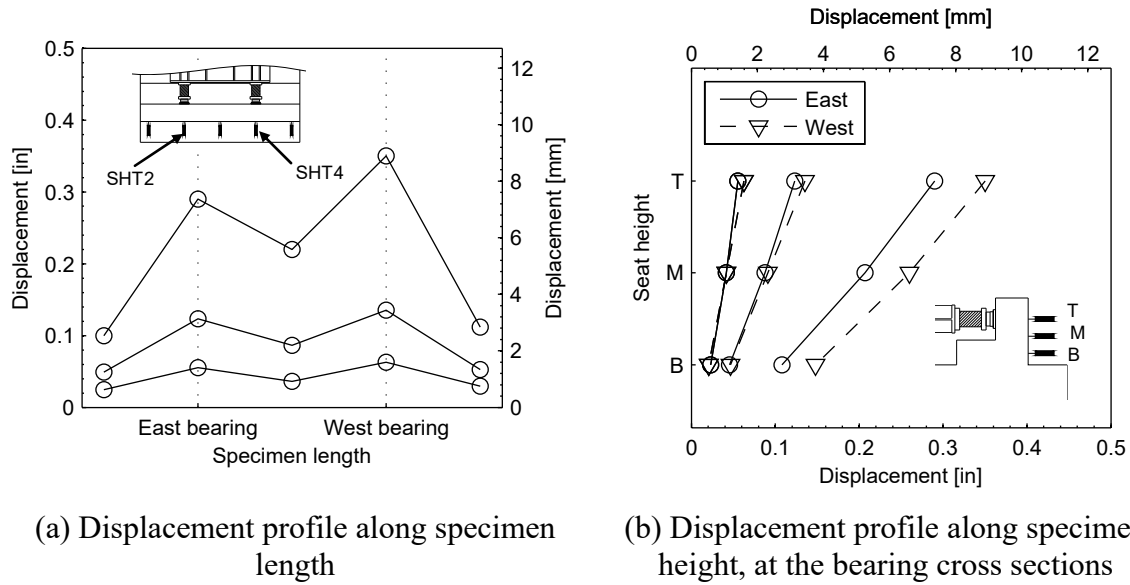 0.5
0.4
0.3
0.2
0.1
0
Displacement [in]
12
10
8
6
4
2
0
Displacement [mm]
SHT2
SHT4
East bearing
West bearing
Specimen length
(a) Displacement profile along specimen
length
Displacement [mm]
0
2
4
6
8
10
12
East
West
T
M
B
Seat height
T
M
B
0
0.1
0.2
0.3
0.4
0.5
Displacement [in]
(b) Displacement profile along specime
height, at the bearing cross sections